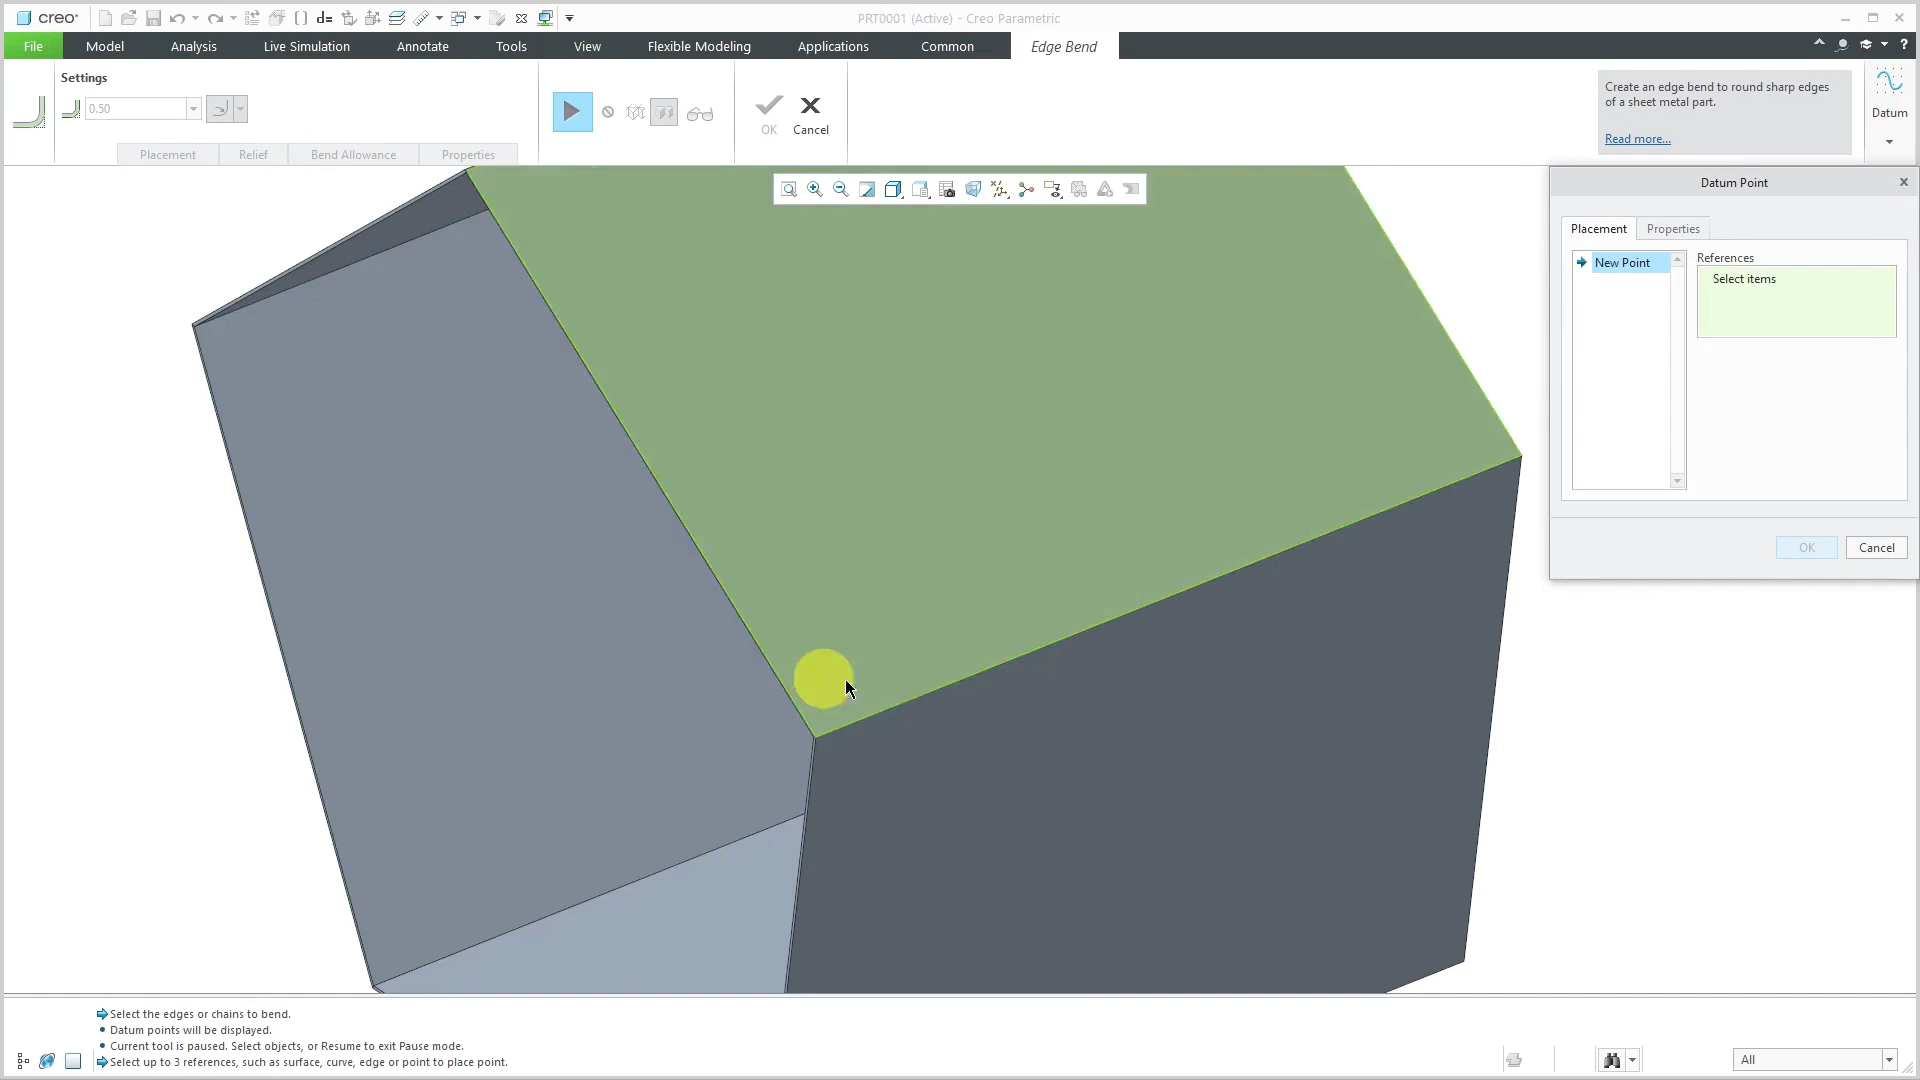 creo
d=
PRT0001 (Active) - Creo Parametric
File
Model
Analysis
Live Simulation
Annotate
Tools
View
Flexible Modeling
Applications
Common
Edge Bend
?
Settings
0.50
OK
Cancel
Placement
Relief
Bend Allowance
Properties
Create an edge bend to round sharp edges
of a sheet metal part.
Read more...
Datum
Datum Point
Placement
Properties
New Point
References
Select items
OK
Cancel
Select the edges or chains to bend.
Datum points will be displayed.
Current tool is paused. Select objects, or Resume to exit Pause mode.
Select up to 3 references, such as surface, curve, edge or point to place point.
All